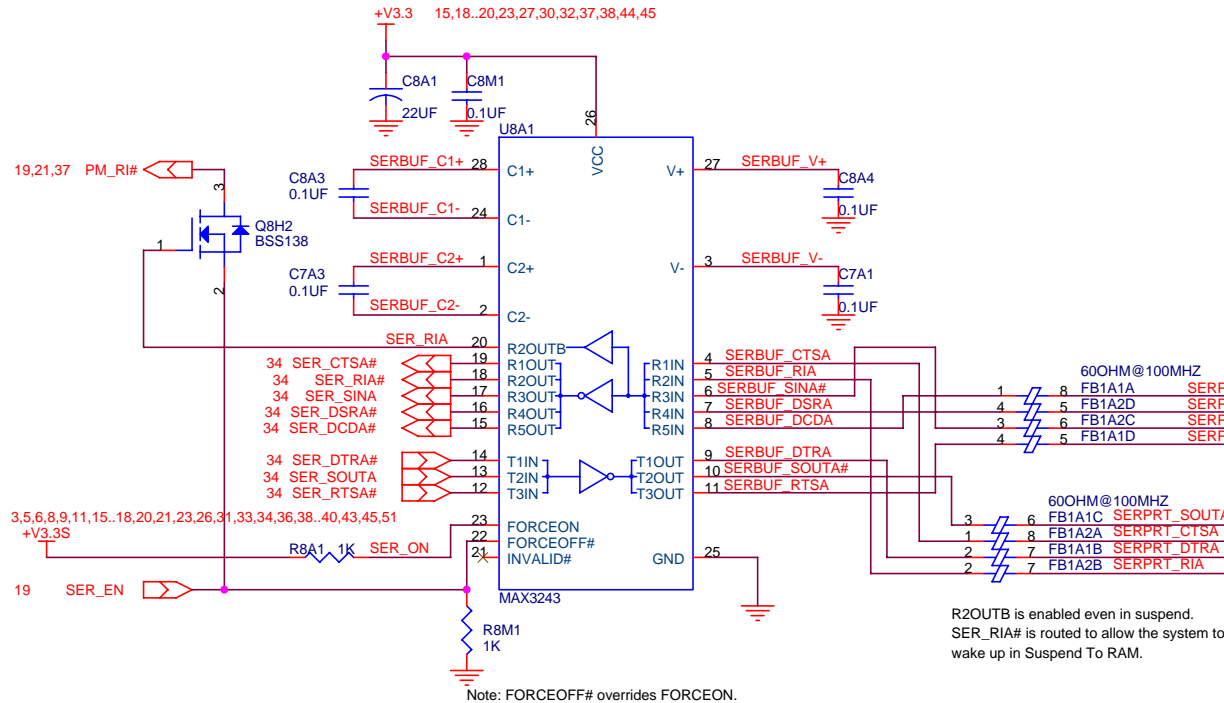 +V3.3 15,18..20,23,27,30,32,37,38,44,45
C8A1 C8M1
22UF 0.1UF
U8A1
26
VCC
19,21,37 PM_RI#
3
Q8H2
BSS138
1
2
C8A3
0.1UF
SERBUF_C1+ 28 C1+
SERBUF_C1- 24 C1-
C7A3
0.1UF
SERBUF_C2+ 1 C2+
SERBUF_C2- 2 C2-
V+ 27 SERBUF_V+
C8A4
0.1UF
V- 3 SERBUF_V-
C7A1
0.1UF
SER_RIA 20 R2OUTB
34 SER_CTSA# 19 R1OUT R1IN 4 SERBUF_CTSA
34 SER_RIA# 18 R2OUT R2IN 5 SERBUF_RIA
34 SER_SINA 17 R3OUT R3IN 6 SERBUF_SINA#
34 SER_DSRA# 16 R4OUT R4IN 7 SERBUF_DSRA
34 SER_DCDA# 15 R5OUT R5IN 8 SERBUF_DCDA
34 SER_DTRA# 14 T1IN T1OUT 9 SERBUF_DTRA
34 SER_SOUTA 13 T2IN T2OUT 10 SERBUF_SOUTA#
34 SER_RTSA# 12 T3IN T3OUT 11 SERBUF_RTSA
60OHM@100MHZ
1 8 FB1A1A SERP
4 5 FB1A2D SERP
3 6 FB1A2C SERP
4 5 FB1A1D SERP
60OHM@100MHZ
3 6 FB1A1C SERPRT_SOUTA
1 8 FB1A2A SERPRT_CTSA
2 7 FB1A1B SERPRT_DTRA
2 7 FB1A2B SERPRT_RIA
3,5,6,8,9,11,15..18,20,21,23,26,31,33,34,36,38..40,43,45,51
+V3.3S
R8A1 1K SER_ON
23 FORCEON
22 FORCEOFF#
21 INVALID#
GND 25
19 SER_EN
MAX3243
R8M1
1K
R2OUTB is enabled even in suspend.
SER_RIA# is routed to allow the system to
wake up in Suspend To RAM.
Note: FORCEOFF# overrides FORCEON.